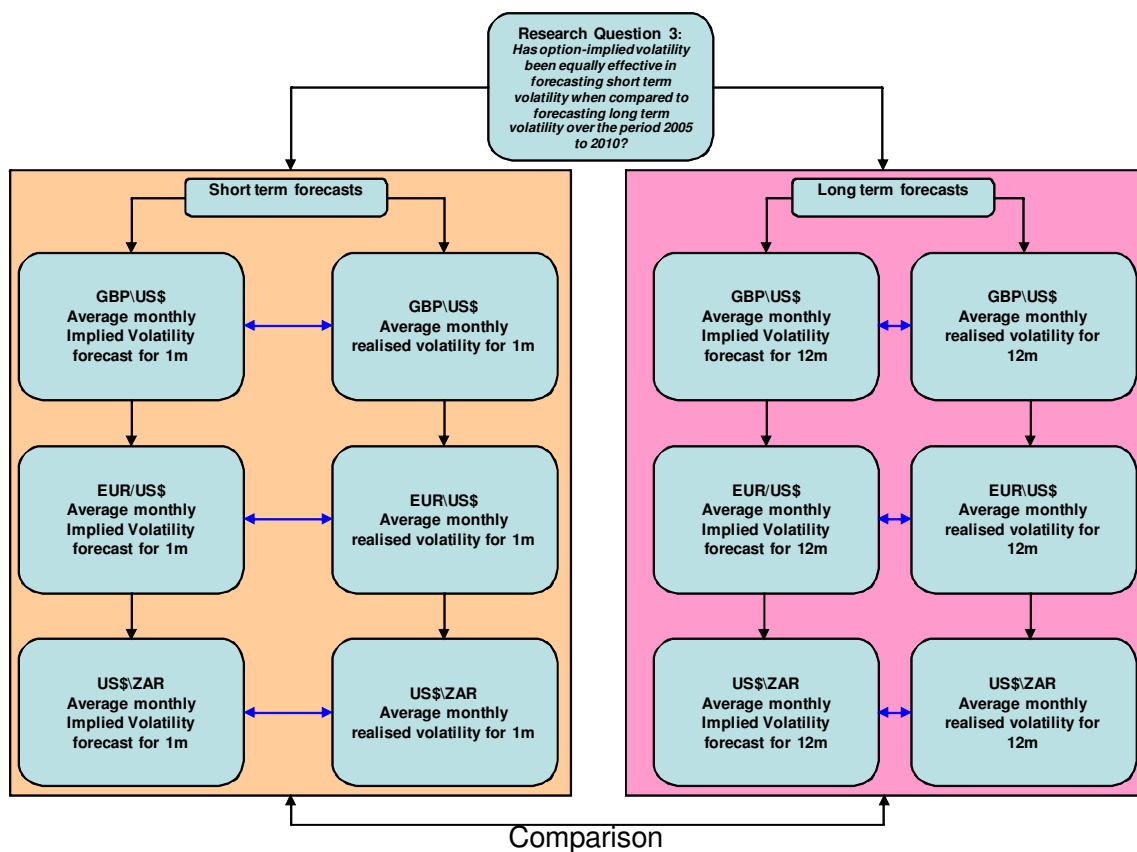 Research Question 3:
Has option-implied volatility
been equally effective in
forecasting short term
volatility when compared to
forecasting long term
volatility over the period 2005
to 2010?
Short term forecasts
GBP\US$
Average monthly
Implied Volatility
forecast for 1m
GBP\US$
Average monthly
realised volatility for 1m
EUR/US$
Average monthly
Implied Volatility
forecast for 1m
EUR\US$
Average monthly
realised volatility for 1m
US$\ZAR
Average monthly
Implied Volatility
forecast for 1m
US$\ZAR
Average monthly
realised volatility for 1m
Long term forecasts
GBP\US$
Average monthly
Implied Volatility
forecast for 12m
GBP\US$
Average monthly
realised volatility for
12m
EUR/US$
Average monthly
Implied Volatility
forecast for 12m
EUR\US$
Average monthly
realised volatility for
12m
US$\ZAR
Average monthly
Implied Volatility
forecast for 12m
US$\ZAR
Average monthly
realised volatility for
12m
Comparison